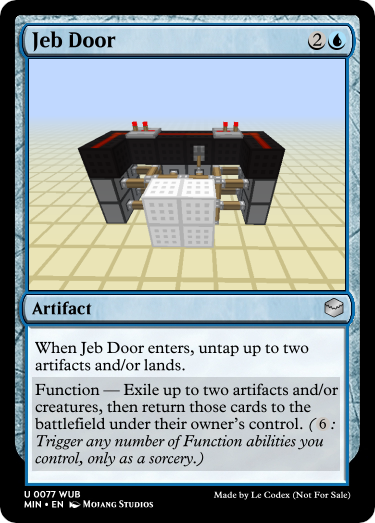 Jeb Door 2
Artifact
When Jeb Door enters, untap up to two
artifacts and/or lands.
Function — Exile up to two artifacts and/or
creatures, then return those cards to the
battlefield under their owner's control. ( 6 :
Trigger any number of Function abilities you
control, only as a sorcery.)
U 0077 WUB
MIN • EN Mojang Studios
Made by Le Codex (Not For Sale)